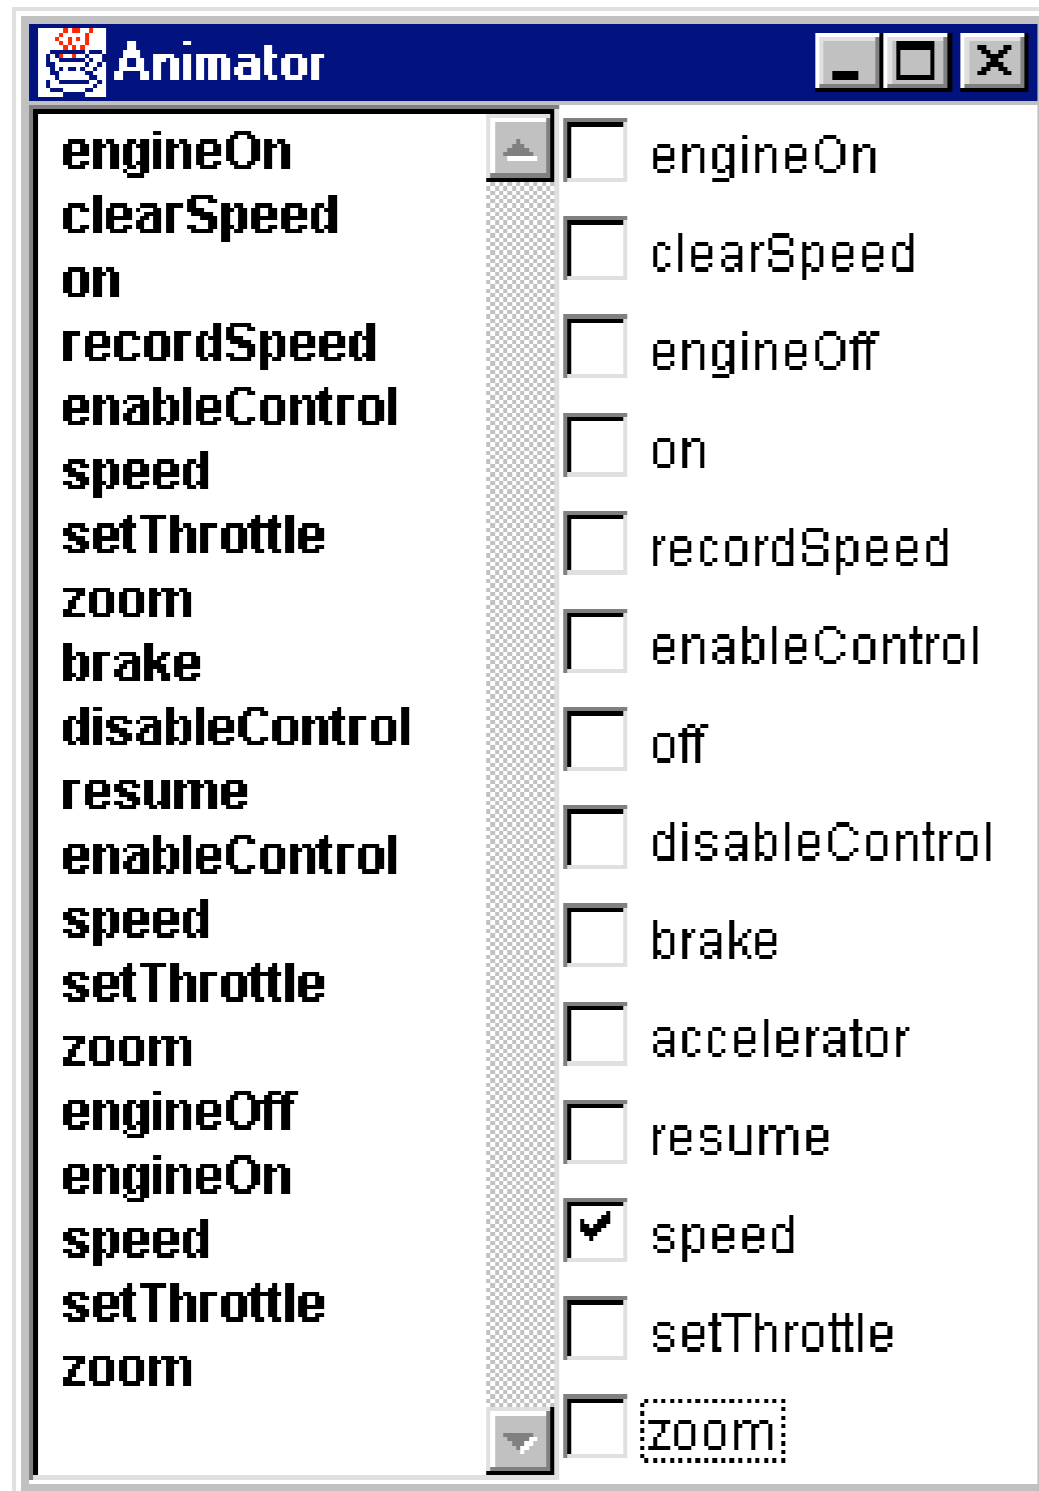 Animator
engineOn
clearSpeed
on
recordSpeed
enableControl
speed
setThrottle
zoom
brake
disableControl
resume
enableControl
speed
setThrottle
zoom
engineOff
engineOn
speed
setThrottle
zoom
engineOn
clearSpeed
engineOff
on
recordSpeed
enableControl
off
disableControl
brake
accelerator
resume
speed
setThrottle
zoom